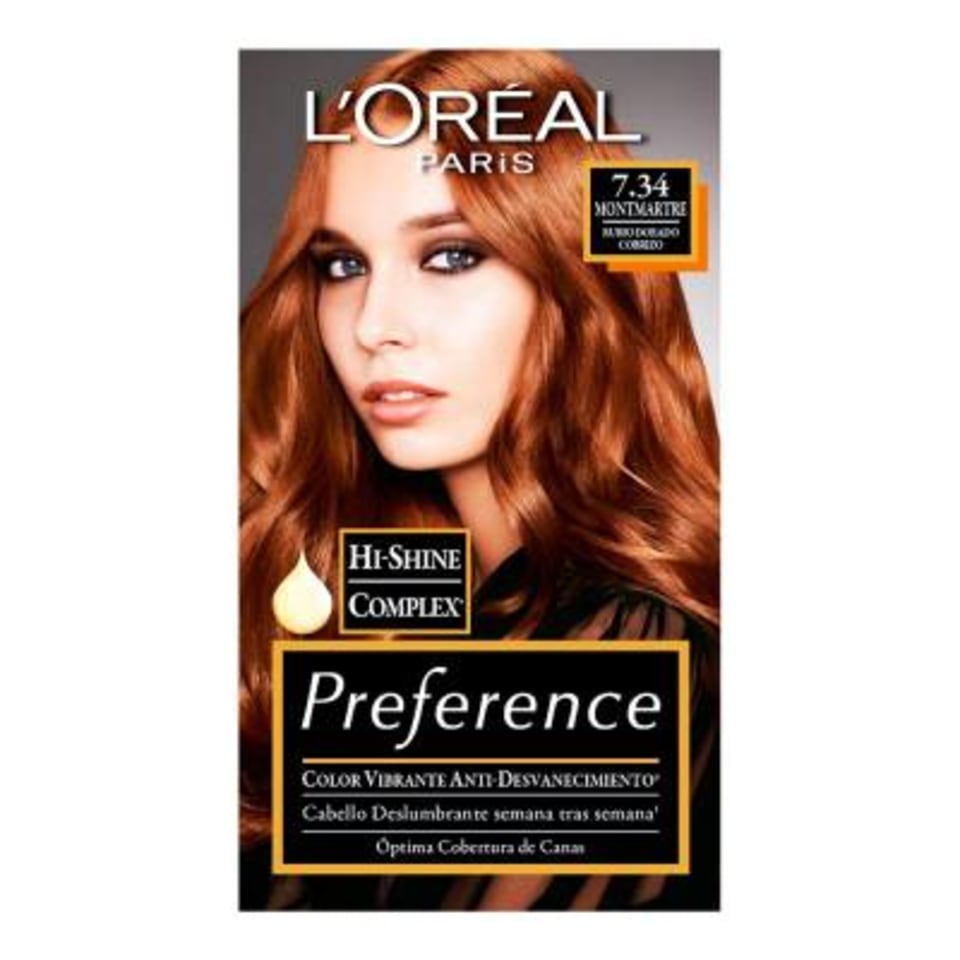 L'ORÉAL
PARiS
7.34
MONTMARTRE
RUBIO DORADO
COBRIZO
HI-SHINE
COMPLEX
Preference
COLOR VIBRANTE ANTI-DESVANECIMIENTO
Cabello Deslumbrante semana tras semana¹
Óptima Cobertura de Canas